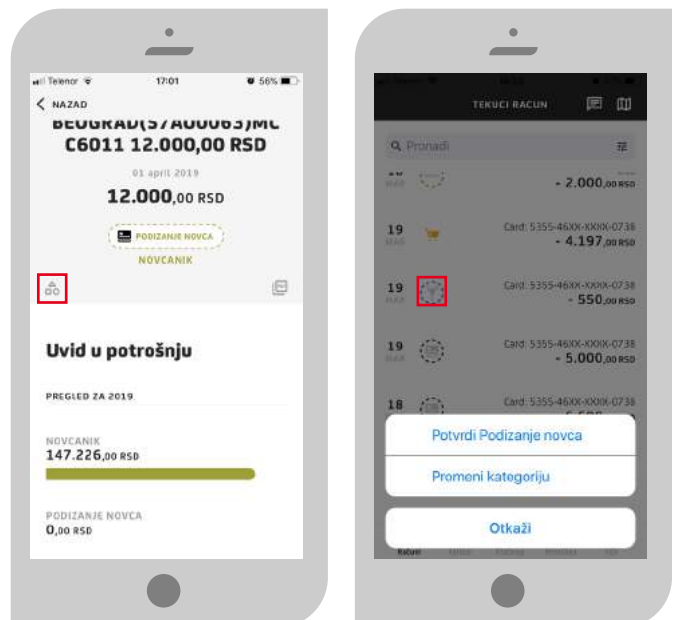 Telenor 17:01 56%
NAZAD
BEOGRAD(57A00063)MC
C6011 12.000,00 RSD
01 april 2019
12.000,00 RSD
PODIZANJE NOVCA
NOVCANIK
Uvid u potrošnju
PREGLED ZA 2019.
NOVCANIK
147.226,00 RSD
PODIZANJE NOVCA
0,00 RSD
TEKUCI RACUN
Pronađi
- 2.000,00 RSD
19 Card: 5355-46XX-XXXX-0738
MAR - 4.197,00 RSD
19 Card: 5355-46XX-XXXX-0738
MAR - 550,00 RSD
19 Card: 5355-46XX-XXXX-0738
MAR - 5.000,00 RSD
18 Card: 5355-46XX-XXXX-0738
Potvrdi Podizanje novca
Promeni kategoriju
Otkaži
Računi